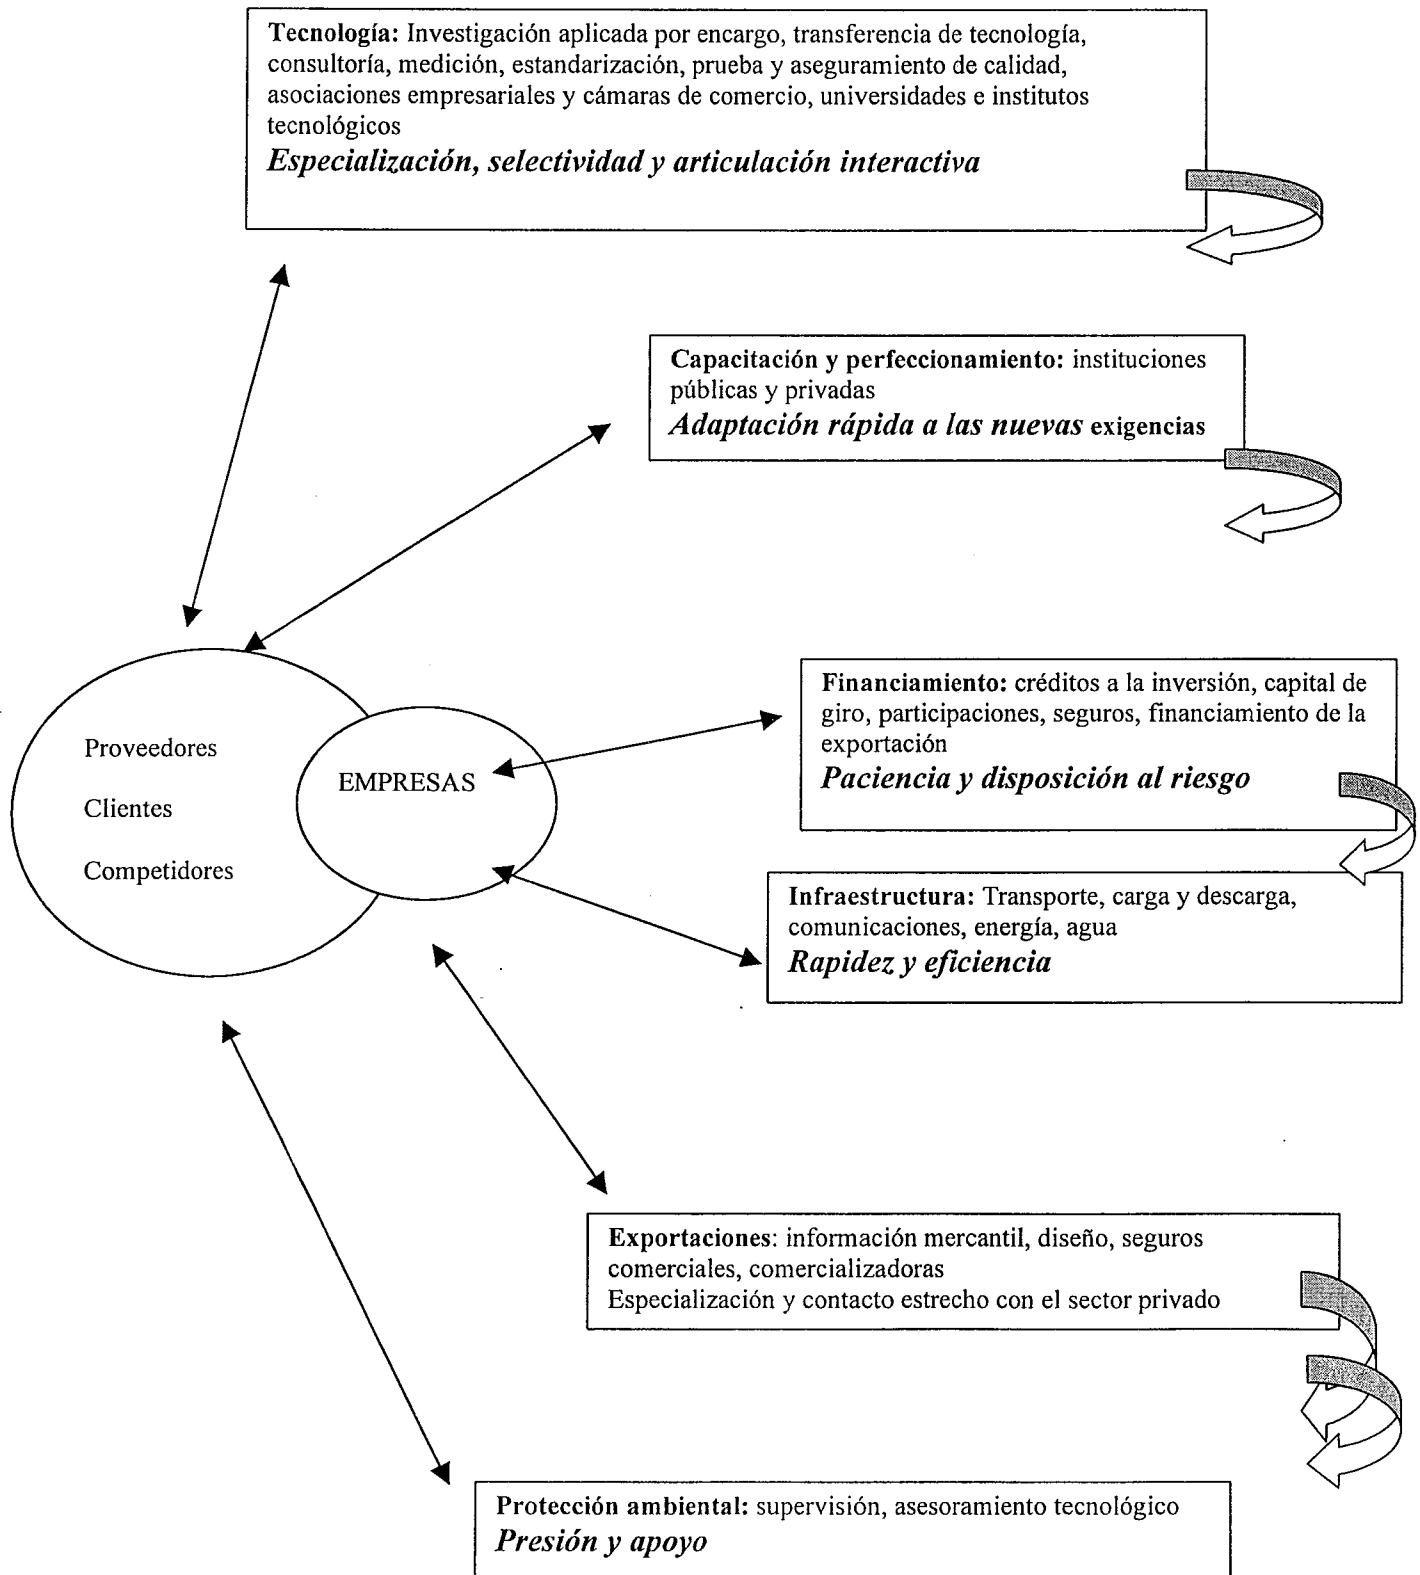 Tecnología: Investigación aplicada por encargo, transferencia de tecnología,
consultoría, medición, estandarización, prueba y aseguramiento de calidad,
asociaciones empresariales y cámaras de comercio, universidades e institutos
tecnológicos
Especialización, selectividad y articulación interactiva
Capacitación y perfeccionamiento: instituciones
públicas y privadas
Adaptación rápida a las nuevas exigencias
Proveedores
Clientes
Competidores
EMPRESAS
Financiamiento: créditos a la inversión, capital de
giro, participaciones, seguros, financiamiento de la
exportación
Paciencia y disposición al riesgo
Infraestructura: Transporte, carga y descarga,
comunicaciones, energía, agua
Rapidez y eficiencia
Exportaciones: información mercantil, diseño, seguros
comerciales, comercializadoras
Especialización y contacto estrecho con el sector privado
Protección ambiental: supervisión, asesoramiento tecnológico
Presión y apoyo